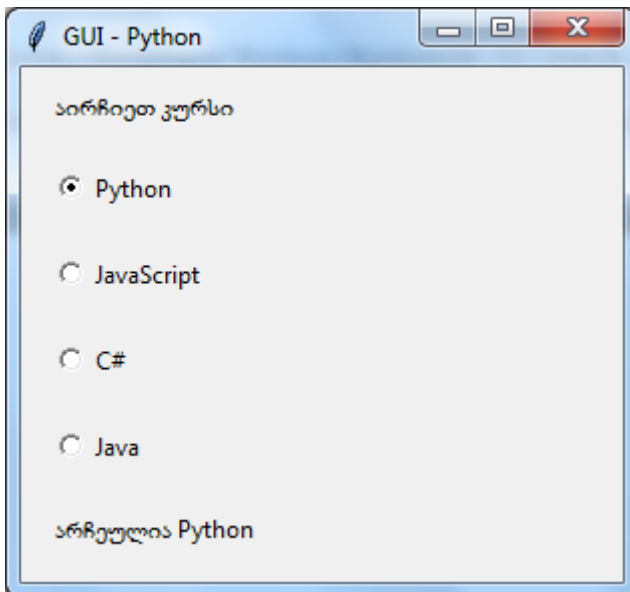 GUI - Python
აირჩიეთ კურსი
Python
JavaScript
C#
Java
არჩეულია Python